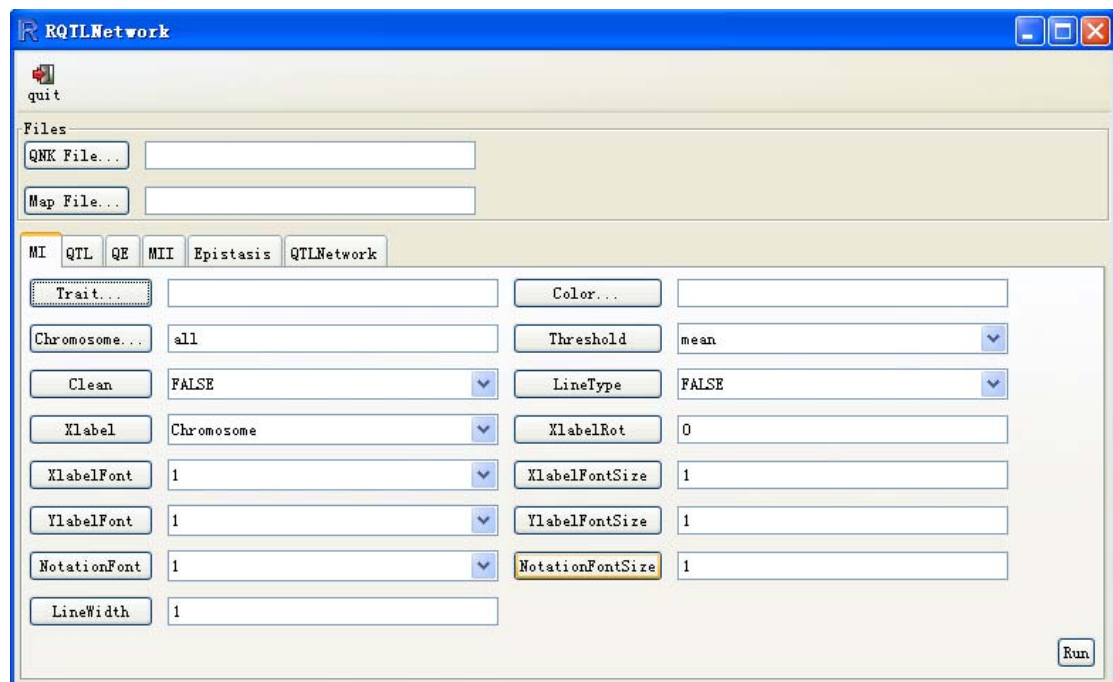 RQTLNetwork
quit
Files
QNK File...
Map File...
MI QTL QE MII Epistasis QTLNetwork
Trait... Color...
Chromosome... all Threshold mean
Clean FALSE LineType FALSE
Xlabel Chromosome XlabelRot 0
XlabelFont 1 XlabelFontSize 1
YlabelFont 1 YlabelFontSize 1
NotationFont 1 NotationFontSize 1
LineWidth 1
Run